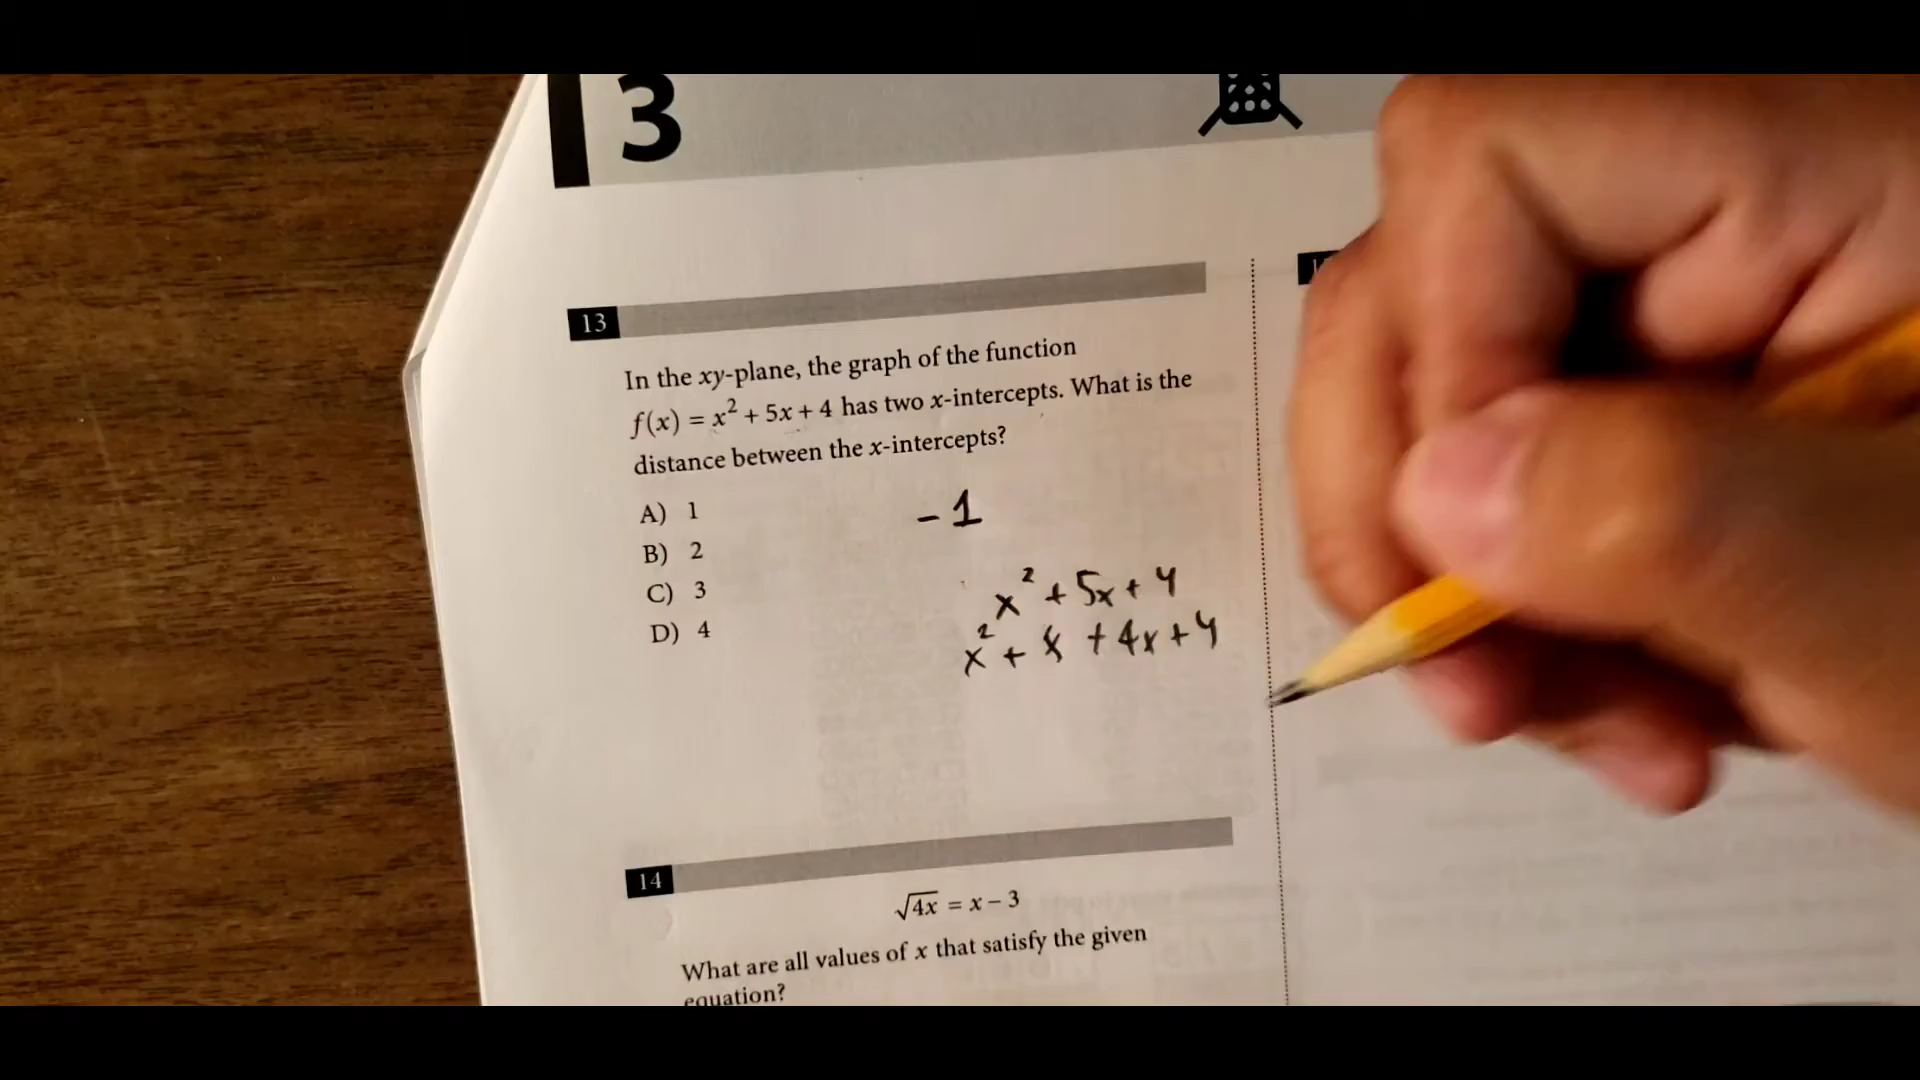 3
13
In the xy-plane, the graph of the function
f(x) = x² + 5x + 4 has two x-intercepts. What is the
distance between the x-intercepts?
A) 1
B) 2
C) 3
D) 4
-1
x² + 5x + 4
x² + x + 4x + 4
14
√4x = x – 3
What are all values of x that satisfy the given
equation?